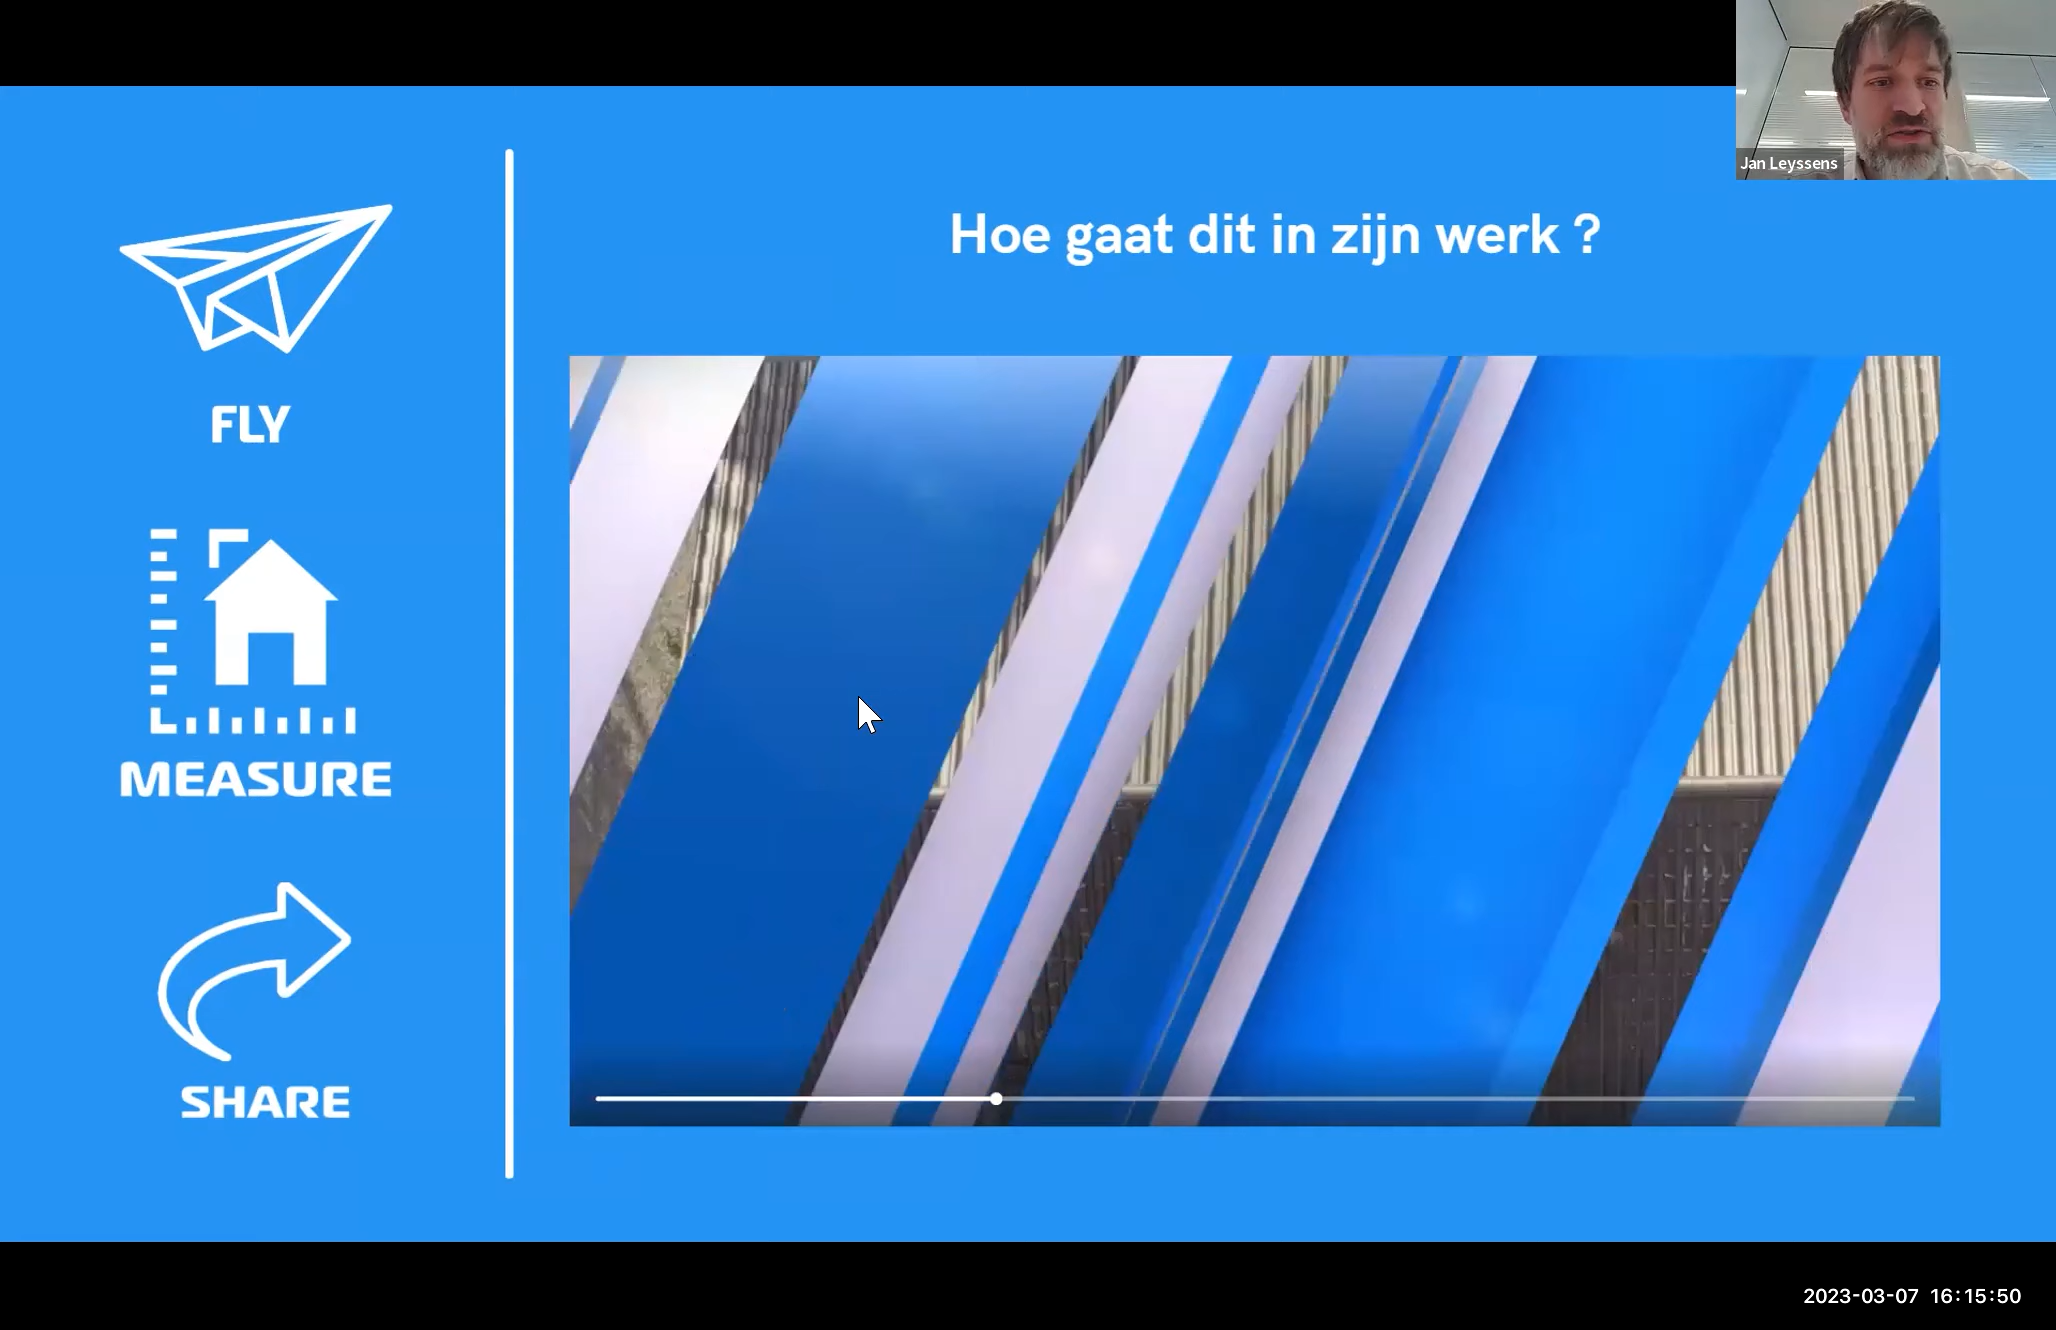 Jan Leyssens
Hoe gaat dit in zijn werk ?
FLY
MEASURE
SHARE
2023-03-07 16:15:50